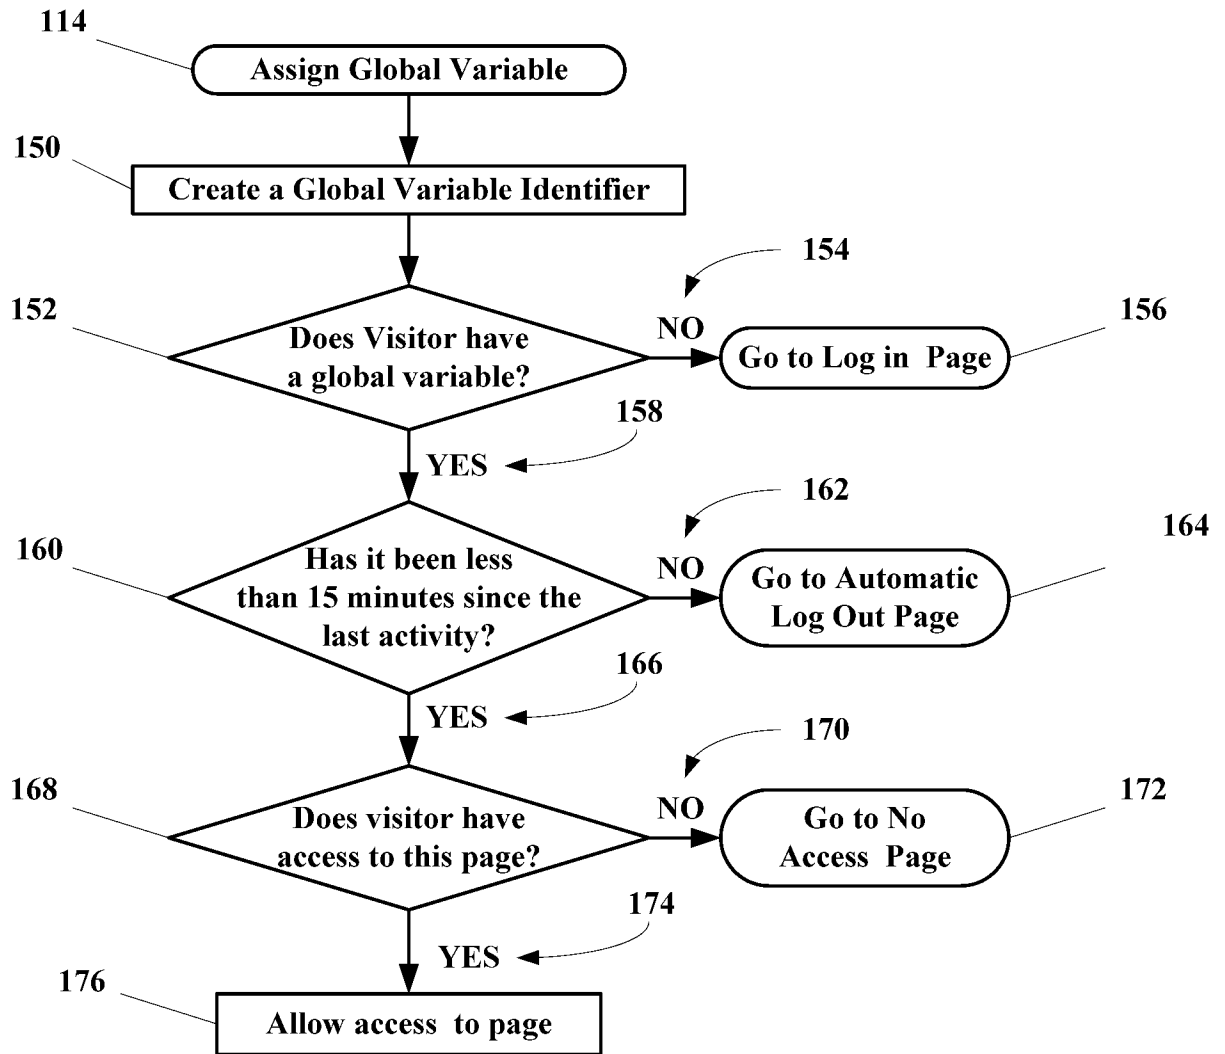 114
Assign Global Variable
150
Create a Global Variable Identifier
154
152
NO
156
Does Visitor have
a global variable?
Go to Log in Page
158
YES
162
160
NO
164
Has it been less
than 15 minutes since the
last activity?
Go to Automatic
Log Out Page
166
YES
170
168
NO
172
Does visitor have
access to this page?
Go to No
Access Page
174
YES
176
Allow access to page